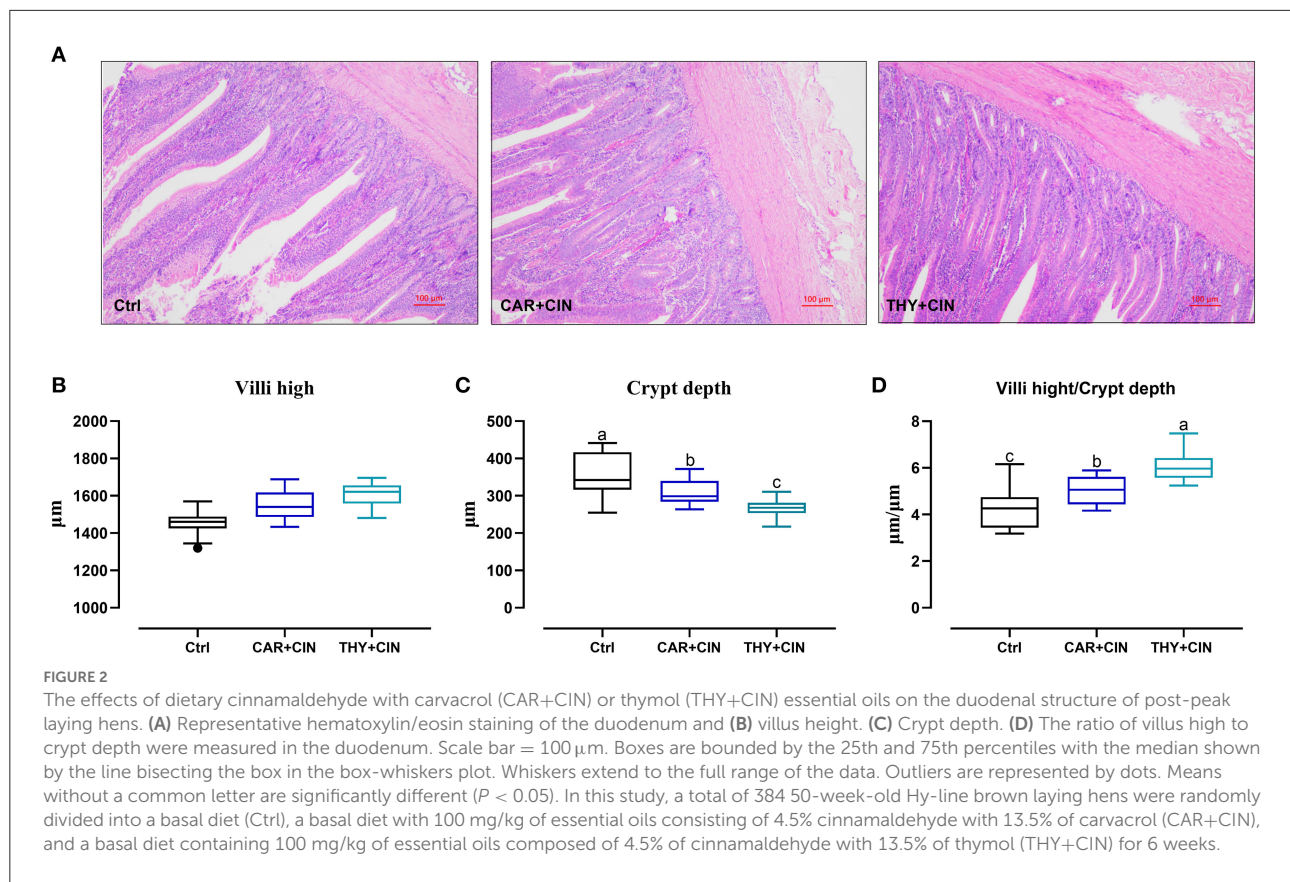 A
Ctrl
100 µm
CAR+CIN
100 µm
THY+CIN
100 µm
B
Villi high
2000
1800
1600
1400
1200
1000
µm
Ctrl
CAR+CIN
THY+CIN
C
Crypt depth
500
400
300
200
100
0
µm
a
b
c
Ctrl
CAR+CIN
THY+CIN
D
Villi hight/Crypt depth
8
6
4
2
0
µm/µm
c
b
a
Ctrl
CAR+CIN
THY+CIN
FIGURE 2
The effects of dietary cinnamaldehyde with carvacrol (CAR+CIN) or thymol (THY+CIN) essential oils on the duodenal structure of post-peak
laying hens. (A) Representative hematoxylin/eosin staining of the duodenum and (B) villus height. (C) Crypt depth. (D) The ratio of villus high to
crypt depth were measured in the duodenum. Scale bar = 100 µm. Boxes are bounded by the 25th and 75th percentiles with the median shown
by the line bisecting the box in the box-whiskers plot. Whiskers extend to the full range of the data. Outliers are represented by dots. Means
without a common letter are significantly different (P < 0.05). In this study, a total of 384 50-week-old Hy-line brown laying hens were randomly
divided into a basal diet (Ctrl), a basal diet with 100 mg/kg of essential oils consisting of 4.5% cinnamaldehyde with 13.5% of carvacrol (CAR+CIN),
and a basal diet containing 100 mg/kg of essential oils composed of 4.5% of cinnamaldehyde with 13.5% of thymol (THY+CIN) for 6 weeks.